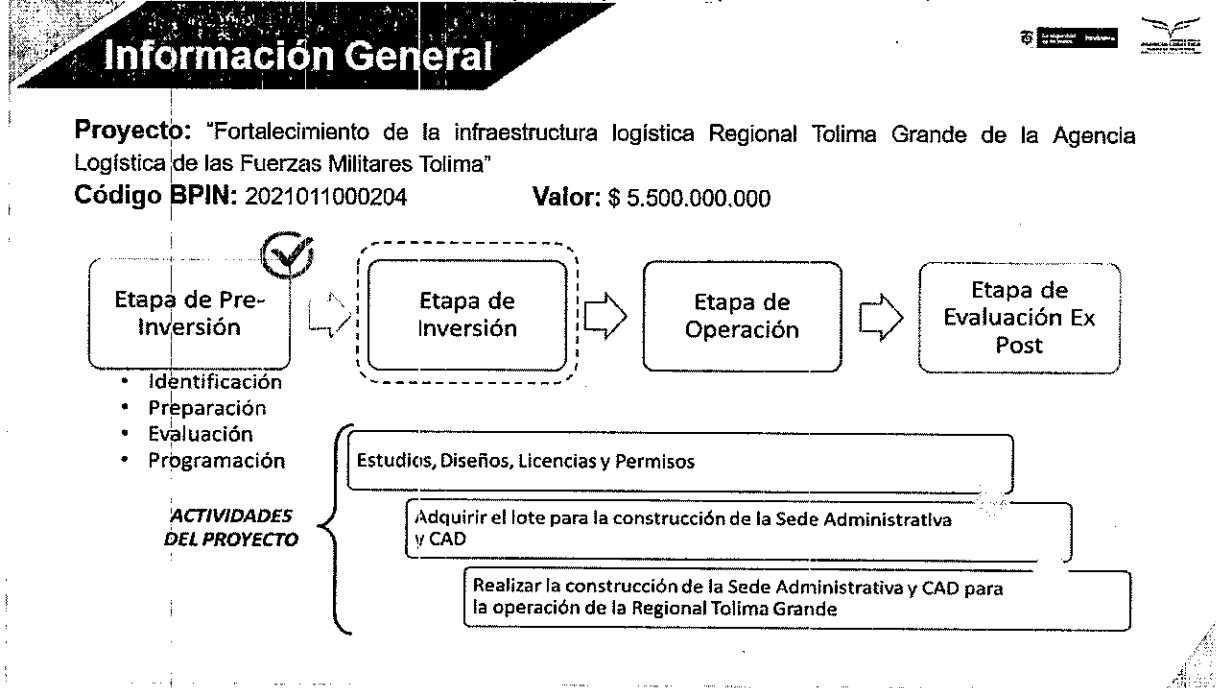 Información General
Proyecto: "Fortalecimiento de la infraestructura logística Regional Tolima Grande de la Agencia
Logística de las Fuerzas Militares Tolima"
Código BPIN: 2021011000204 Valor: $ 5.500.000.000
Etapa de Pre-
Inversión
Etapa de
Inversión
Etapa de
Operación
Etapa de
Evaluación Ex
Post
• Identificación
• Preparación
• Evaluación
• Programación
ACTIVIDADES
DEL PROYECTO
Estudios, Diseños, Licencias y Permisos
Adquirir el lote para la construcción de la Sede Administrativa
y CAD
Realizar la construcción de la Sede Administrativa y CAD para
la operación de la Regional Tolima Grande